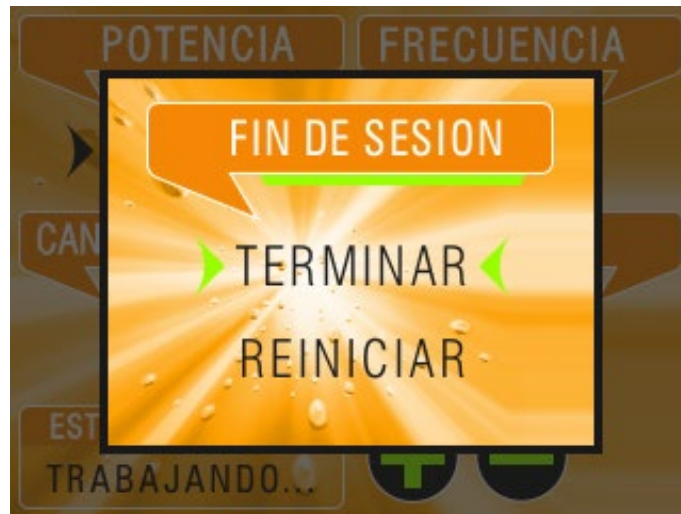 POTENCIA FRECUENCIA
FIN DE SESION
CAN
TERMINAR
REINICIAR
EST
TRABAJANDO...